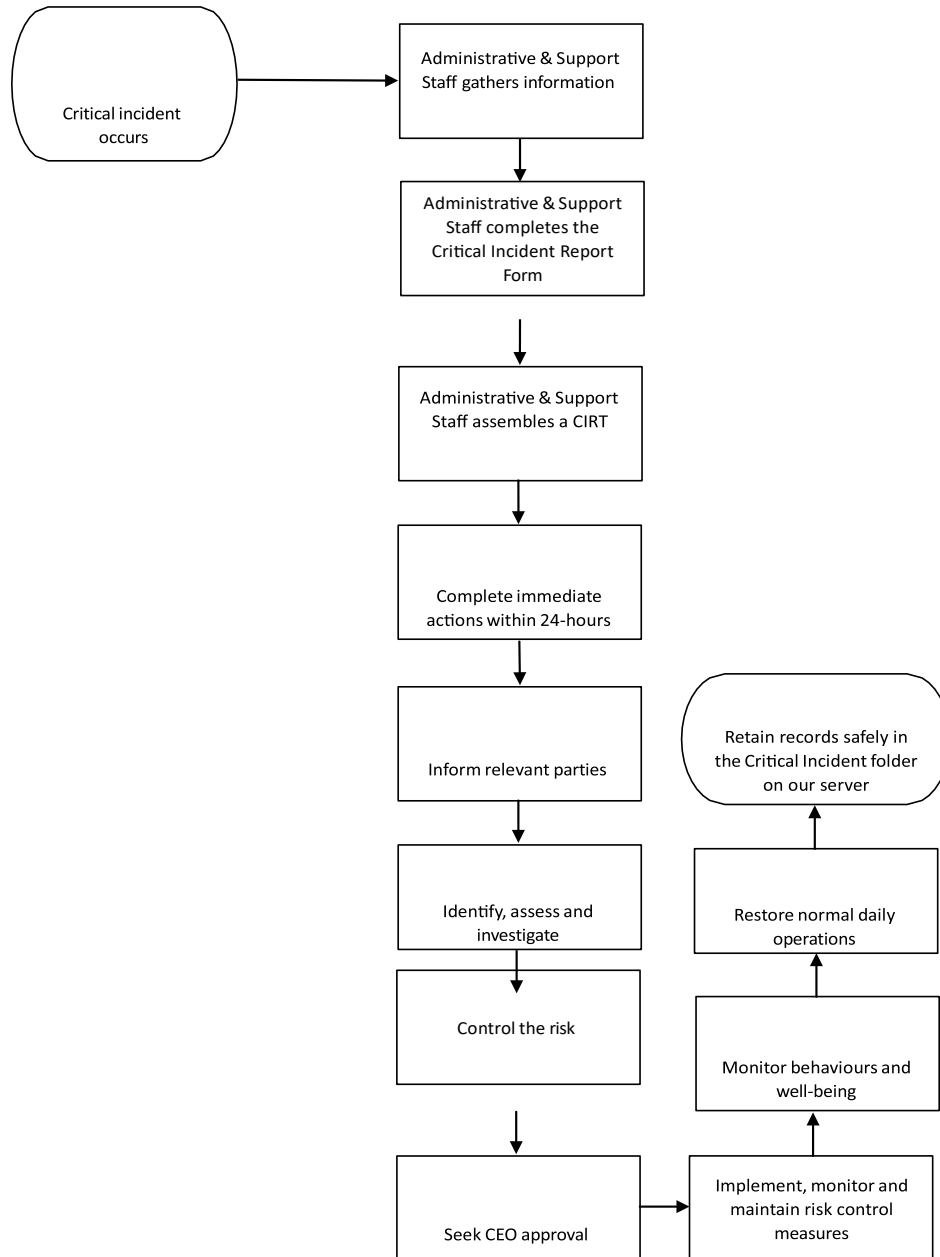 Critical incident
occurs
Administrative & Support
Staff gathers information
Administrative & Support
Staff completes the
Critical Incident Report
Form
Administrative & Support
Staff assembles a CIRT
Complete immediate
actions within 24-hours
Inform relevant parties
Identify, assess and
investigate
Control the risk
Seek CEO approval
Implement, monitor and
maintain risk control
measures
Monitor behaviours and
well-being
Restore normal daily
operations
Retain records safely in
the Critical Incident folder
on our server